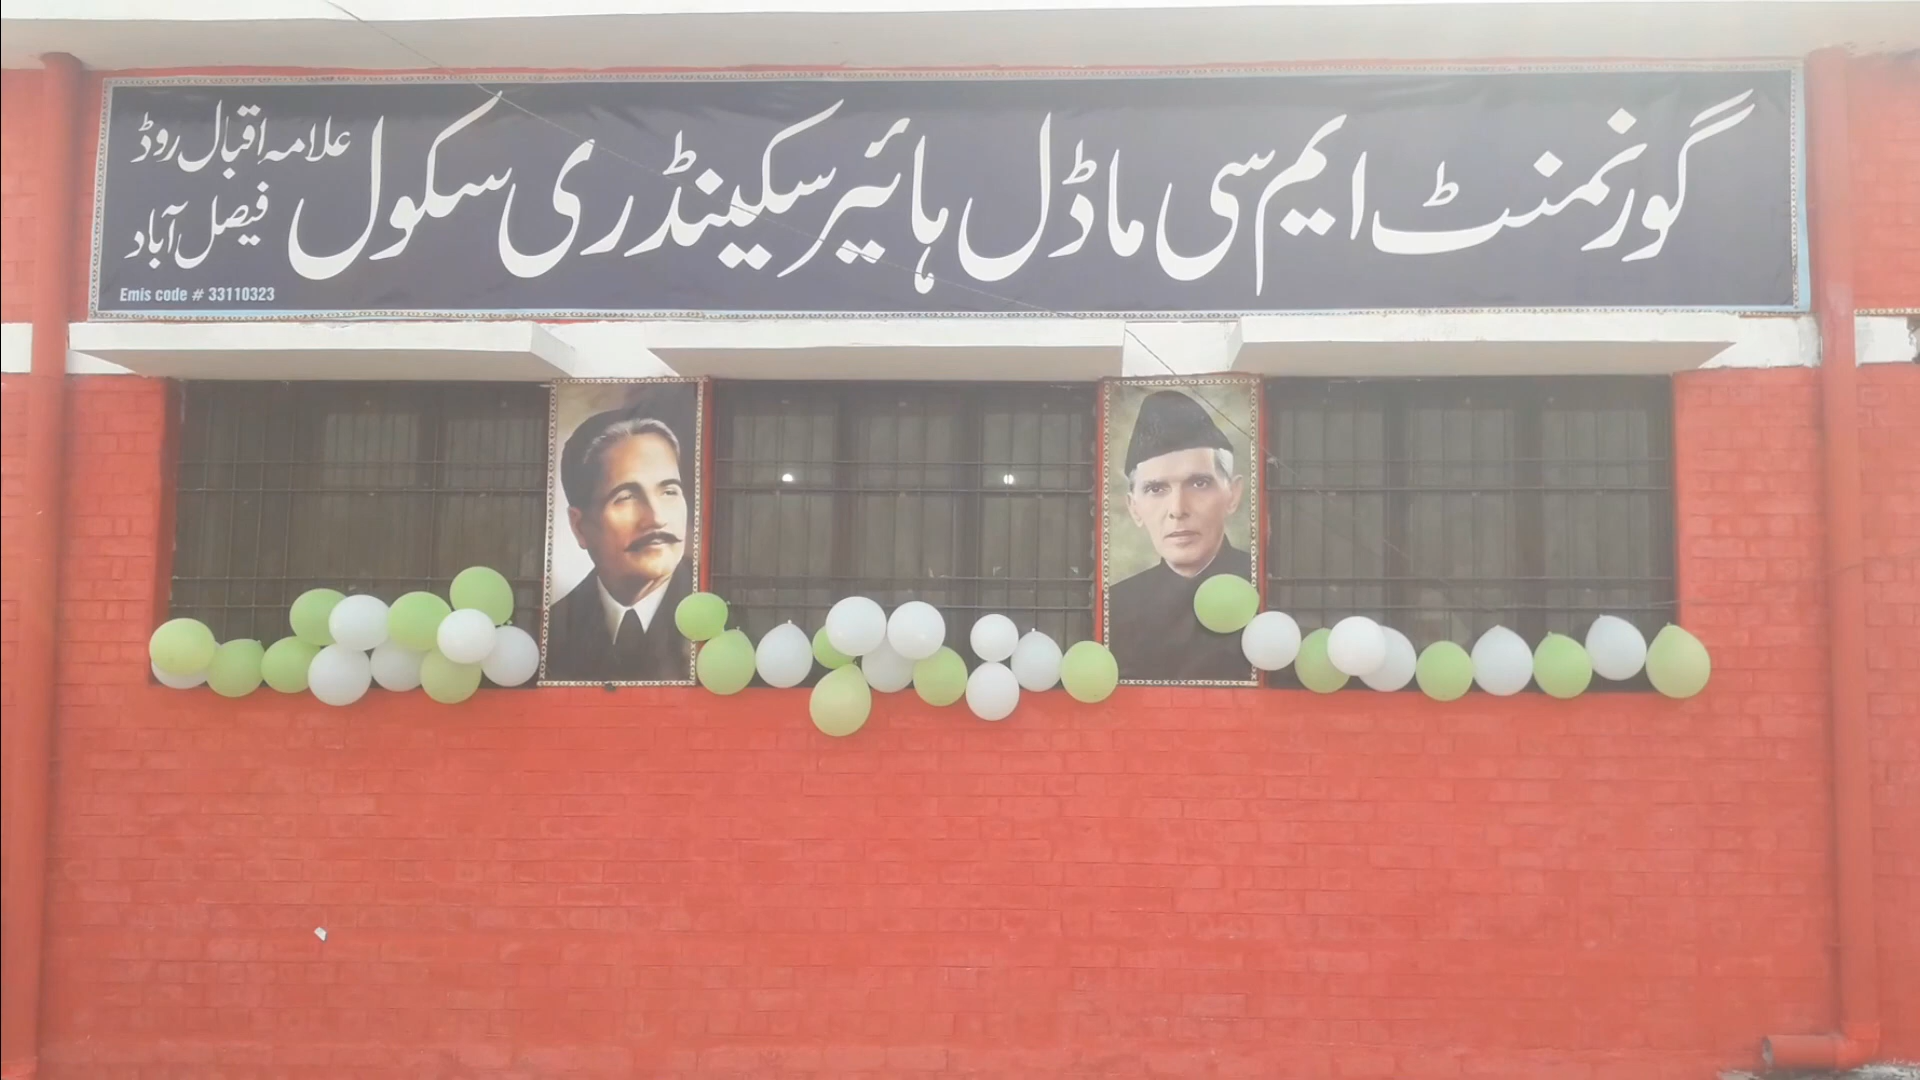 گورنمنٹ ایم سی ماڈل ہائیر سکینڈری سکول
علامہ اقبال روڈ
فیصل آباد
Emis code # 33110323